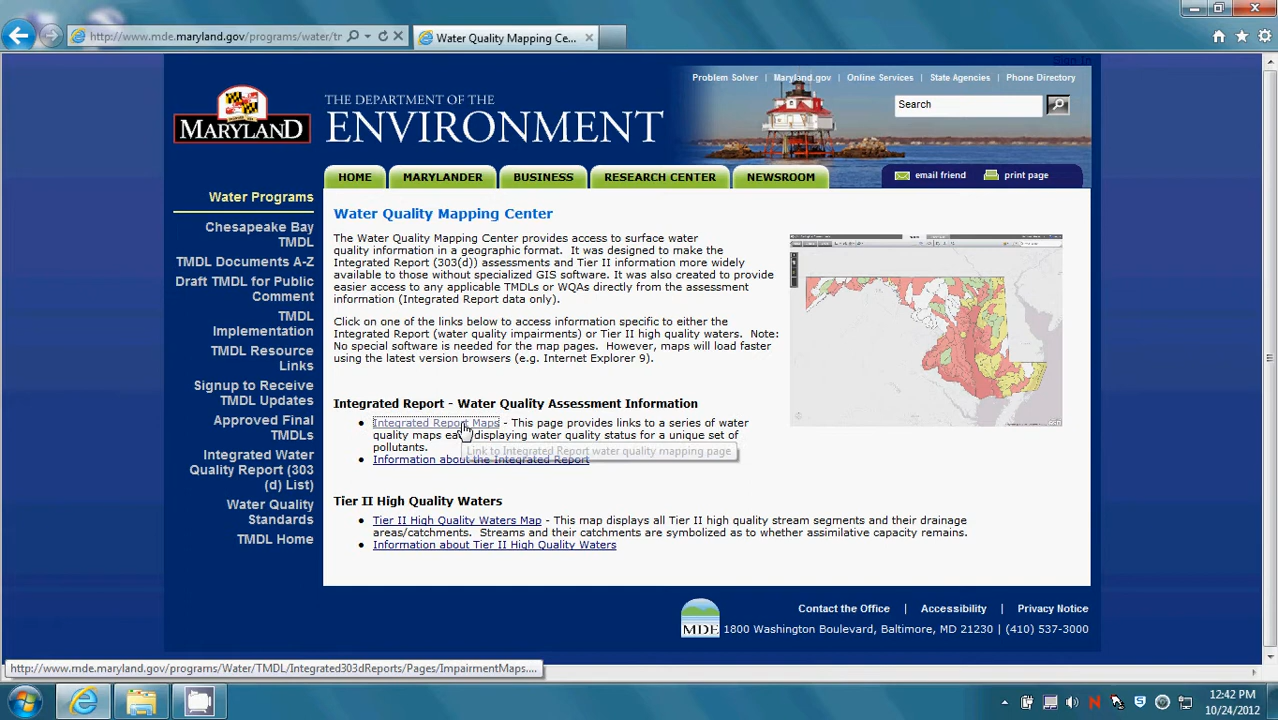 http://www.mde.maryland.gov/programs/water/tr
Water Quality Mapping Ce...
Sign In
Problem Solver | Maryland.gov | Online Services | State Agencies | Phone Directory
MARYLAND
THE DEPARTMENT OF THE
ENVIRONMENT
Search
HOME
MARYLANDER
BUSINESS
RESEARCH CENTER
NEWSROOM
email friend
print page
Water Programs
Chesapeake Bay
TMDL
TMDL Documents A-Z
Draft TMDL for Public
Comment
TMDL
Implementation
TMDL Resource
Links
Signup to Receive
TMDL Updates
Approved Final
TMDLs
Integrated Water
Quality Report (303
(d) List)
Water Quality
Standards
TMDL Home
Water Quality Mapping Center
The Water Quality Mapping Center provides access to surface water
quality information in a geographic format. It was designed to make the
Integrated Report (303(d)) assessments and Tier II information more widely
available to those without specialized GIS software. It was also created to provide
easier access to any applicable TMDLs or WQAs directly from the assessment
information (Integrated Report data only).
Click on one of the links below to access information specific to either the
Integrated Report (water quality impairments) or Tier II high quality waters. Note:
No special software is needed for the map pages. However, maps will load faster
using the latest version browsers (e.g. Internet Explorer 9).
Integrated Report - Water Quality Assessment Information
Integrated Report Maps - This page provides links to a series of water
quality maps each displaying water quality status for a unique set of
pollutants.
Link to Integrated Report water quality mapping page
Information about the Integrated Report
Tier II High Quality Waters
Tier II High Quality Waters Map - This map displays all Tier II high quality stream segments and their drainage
areas/catchments. Streams and their catchments are symbolized as to whether assimilative capacity remains.
Information about Tier II High Quality Waters
Contact the Office | Accessibility | Privacy Notice
MDE
1800 Washington Boulevard, Baltimore, MD 21230 | (410) 537-3000
http://www.mde.maryland.gov/programs/Water/TMDL/Integrated303dReports/Pages/ImpairmentMaps....
12:42 PM
10/24/2012